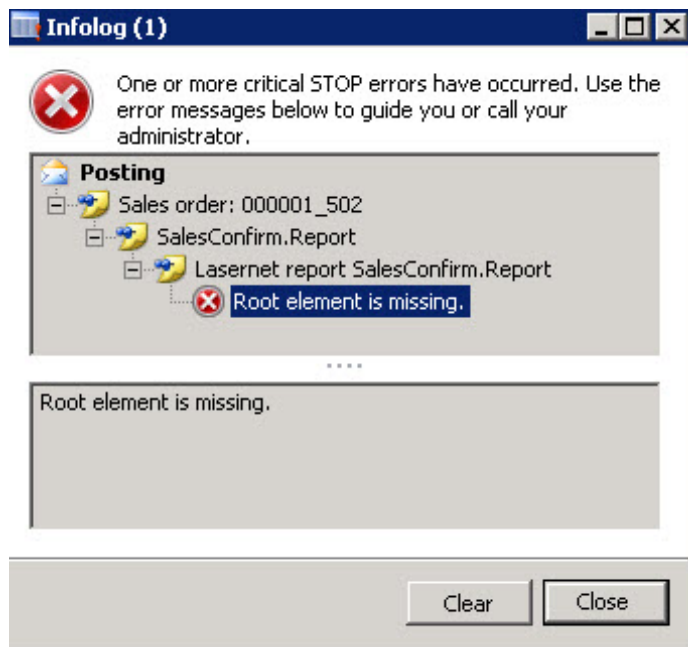 Infolog (1)
One or more critical STOP errors have occurred. Use the
error messages below to guide you or call your
administrator.
Posting
Sales order: 000001_502
SalesConfirm.Report
Lasernet report SalesConfirm.Report
Root element is missing.
Root element is missing.
Clear Close